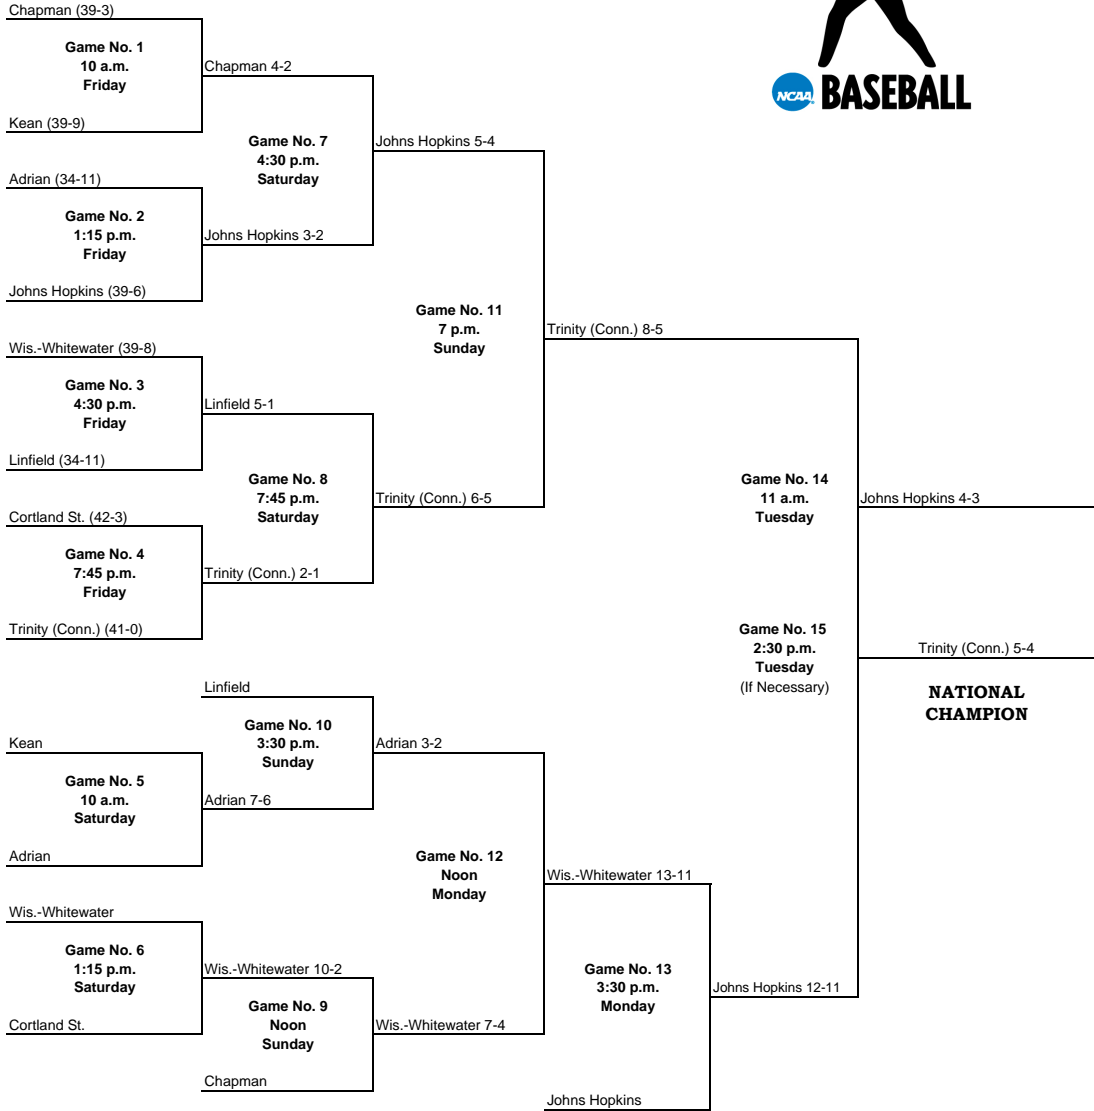 Chapman (39-3)
Game No. 1
10 a.m.
Friday
Chapman 4-2
NCAA
BASEBALL
Kean (39-9)
Game No. 7
4:30 p.m.
Saturday
Johns Hopkins 5-4
Adrian (34-11)
Game No. 2
1:15 p.m.
Friday
Johns Hopkins 3-2
Johns Hopkins (39-6)
Game No. 11
7 p.m.
Sunday
Trinity (Conn.) 8-5
Wis.-Whitewater (39-8)
Game No. 3
4:30 p.m.
Friday
Linfield 5-1
Linfield (34-11)
Game No. 8
7:45 p.m.
Saturday
Trinity (Conn.) 6-5
Game No. 14
11 a.m.
Tuesday
Johns Hopkins 4-3
Cortland St. (42-3)
Game No. 4
7:45 p.m.
Friday
Trinity (Conn.) 2-1
Trinity (Conn.) (41-0)
Game No. 15
2:30 p.m.
Tuesday
(If Necessary)
Trinity (Conn.) 5-4
NATIONAL
CHAMPION
Linfield
Game No. 10
3:30 p.m.
Sunday
Adrian 3-2
Kean
Game No. 5
10 a.m.
Saturday
Adrian 7-6
Adrian
Game No. 12
Noon
Monday
Wis.-Whitewater 13-11
Wis.-Whitewater
Game No. 6
1:15 p.m.
Saturday
Wis.-Whitewater 10-2
Game No. 13
3:30 p.m.
Monday
Johns Hopkins 12-11
Cortland St.
Game No. 9
Noon
Sunday
Wis.-Whitewater 7-4
Chapman
Johns Hopkins